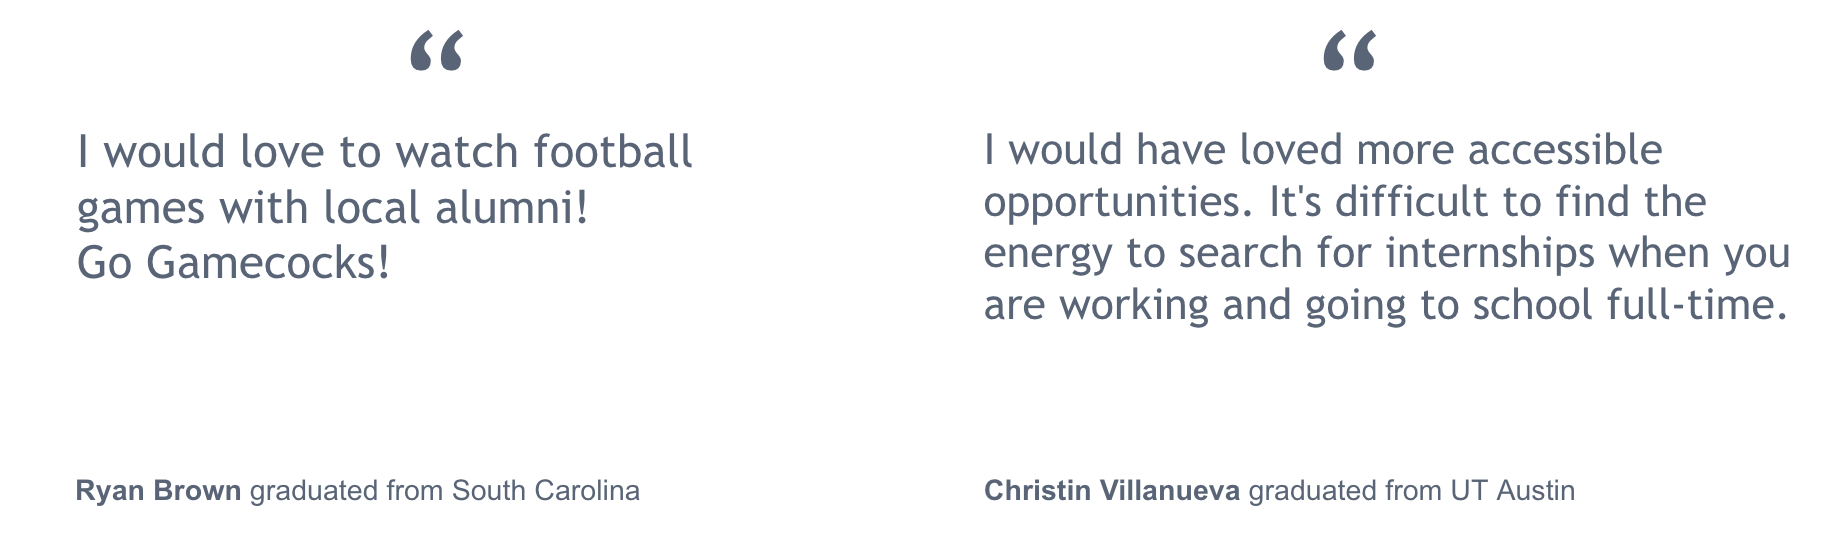 “
I would love to watch football
games with local alumni!
Go Gamecocks!
Ryan Brown graduated from South Carolina
“
I would have loved more accessible
opportunities. It's difficult to find the
energy to search for internships when you
are working and going to school full-time.
Christin Villanueva graduated from UT Austin